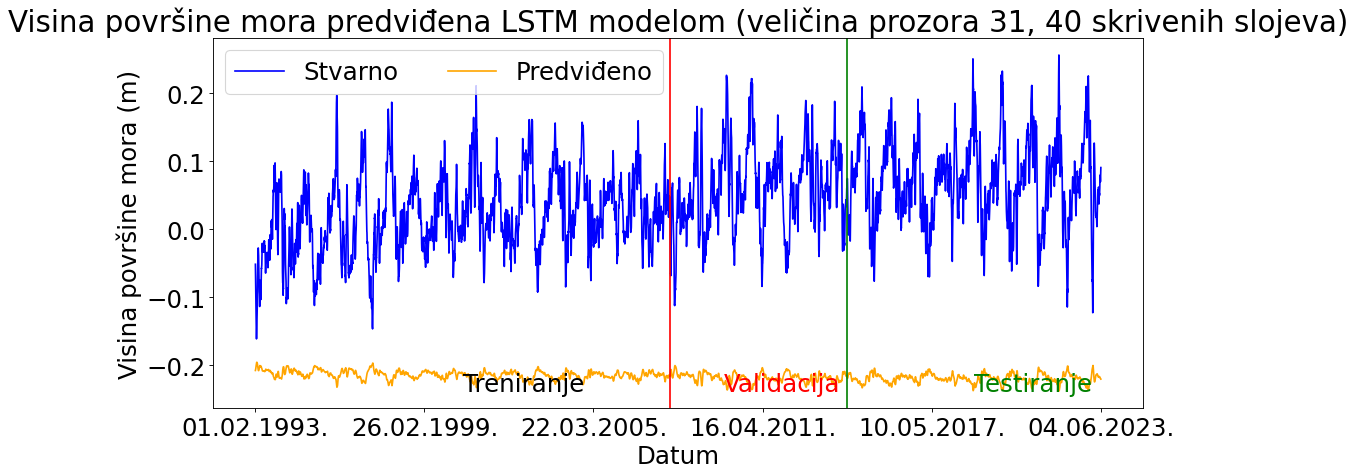 Visina površine mora predviđena LSTM modelom (veličina prozora 31, 40 skrivenih slojeva)
Stvarno
Predviđeno
Visina površine mora (m)
0.2
0.1
0.0
−0.1
−0.2
Treniranje
Validacija
Testiranje
01.02.1993.
26.02.1999.
22.03.2005.
16.04.2011.
10.05.2017.
04.06.2023.
Datum